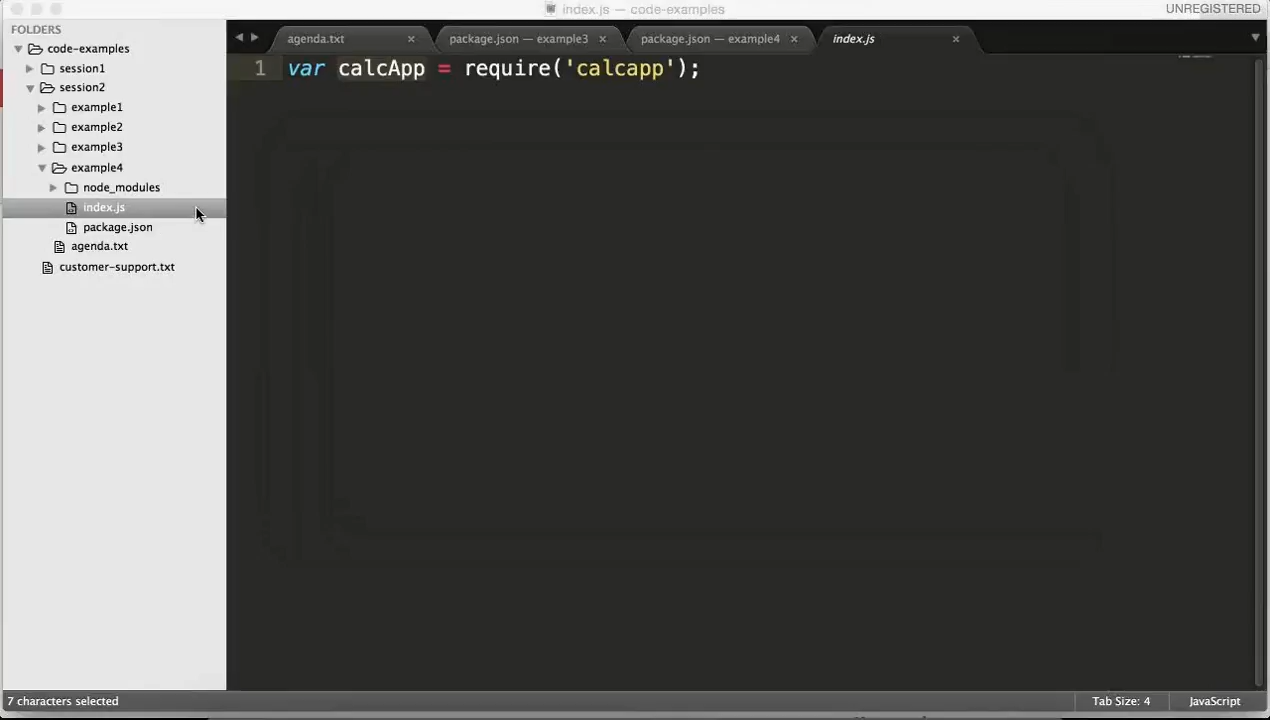 index.js — code-examples
UNREGISTERED
FOLDERS
code-examples
session1
session2
example1
example2
example3
example4
node_modules
index.js
package.json
agenda.txt
customer-support.txt
agenda.txt ×
package.json — example3 ×
package.json — example4 ×
index.js ×
1 var calcApp = require('calcapp');
7 characters selected
Tab Size: 4
JavaScript